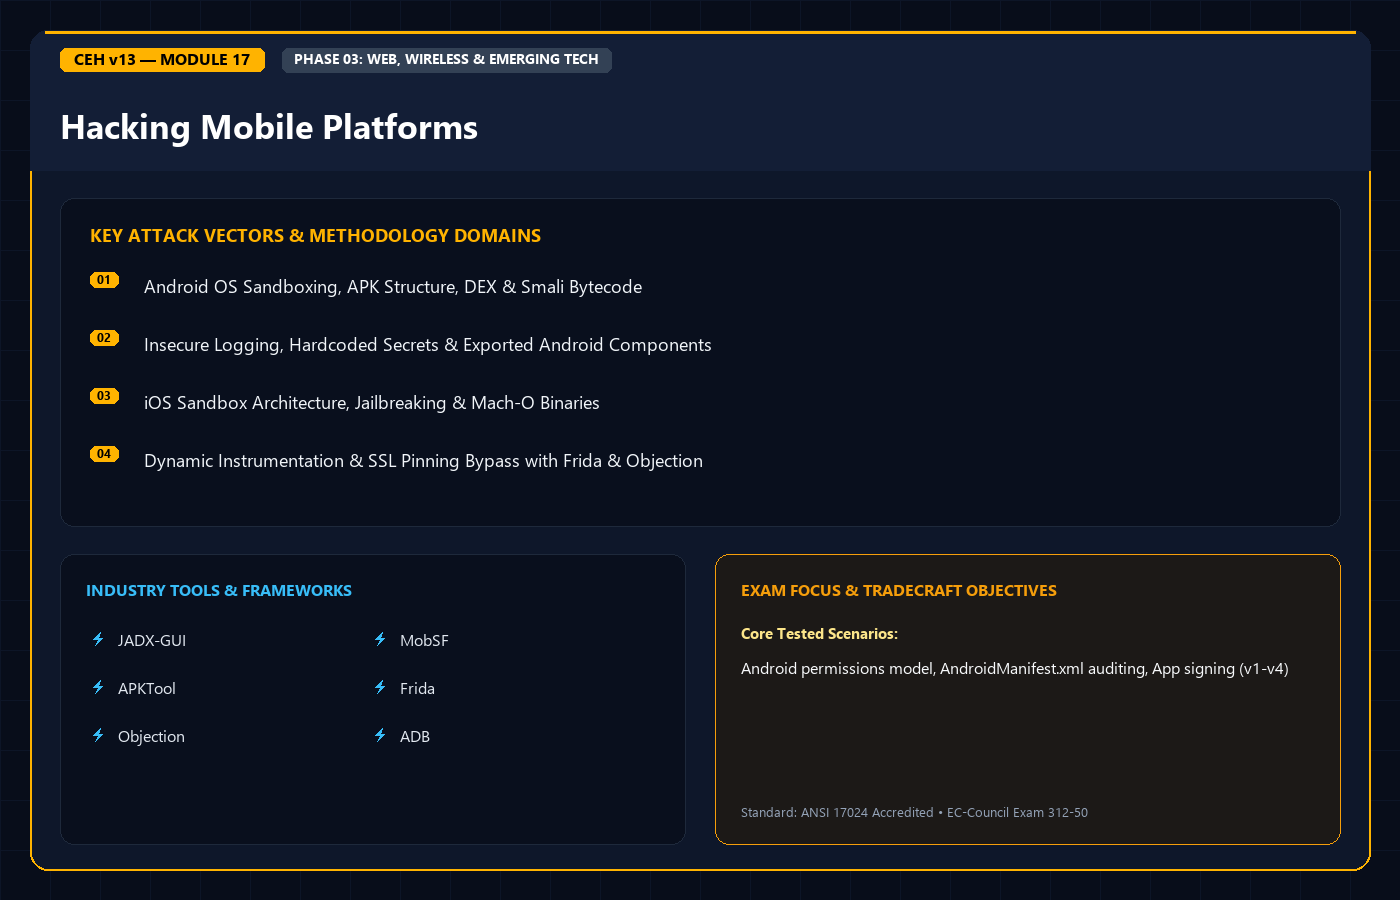 CEH v13 — MODULE 17
PHASE 03: WEB, WIRELESS & EMERGING TECH
Hacking Mobile Platforms
KEY ATTACK VECTORS & METHODOLOGY DOMAINS
01 Android OS Sandboxing, APK Structure, DEX & Smali Bytecode
02 Insecure Logging, Hardcoded Secrets & Exported Android Components
03 iOS Sandbox Architecture, Jailbreaking & Mach-O Binaries
04 Dynamic Instrumentation & SSL Pinning Bypass with Frida & Objection
INDUSTRY TOOLS & FRAMEWORKS
JADX-GUI
MobSF
APKTool
Frida
Objection
ADB
EXAM FOCUS & TRADECRAFT OBJECTIVES
Core Tested Scenarios:
Android permissions model, AndroidManifest.xml auditing, App signing (v1-v4)
Standard: ANSI 17024 Accredited • EC-Council Exam 312-50